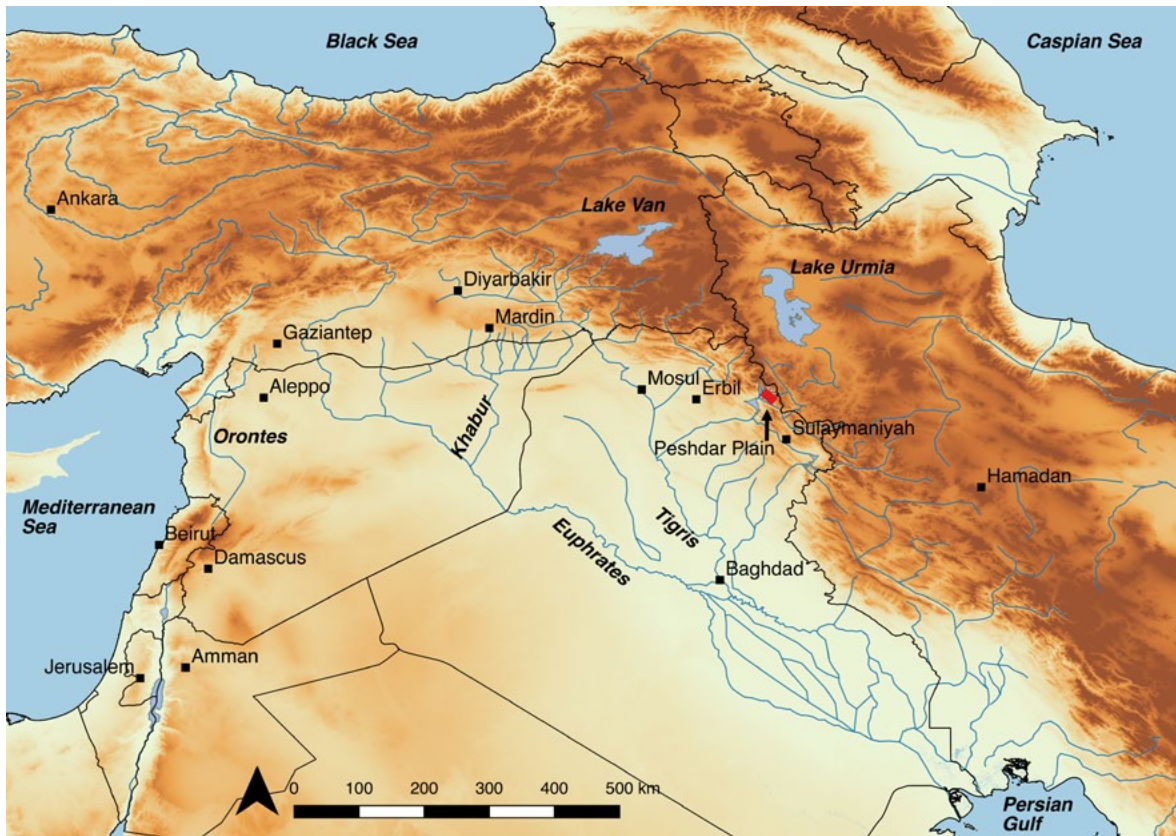 Black Sea
Caspian Sea
Ankara
Lake Van
Lake Urmia
Diyarbakir
Mardin
Gaziantep
Aleppo
Mosul
Erbil
Khabur
Orontes
Peshdar Plain
Sulaymaniyah
Hamadan
Mediterranean
Sea
Beirut
Damascus
Euphrates
Tigris
Baghdad
Jerusalem
Amman
0 100 200 300 400 500 km
Persian
Gulf